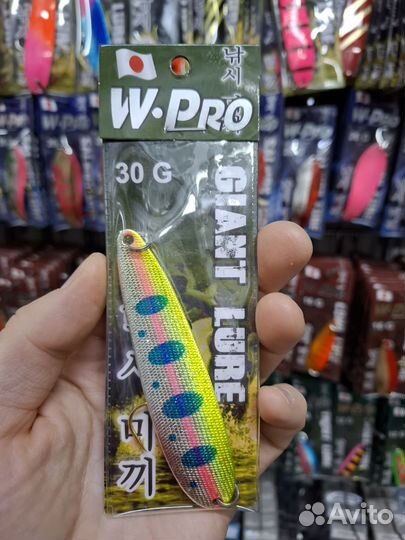 낚시
W·PRO
30 G
GIANT LURE
미끼
Avito